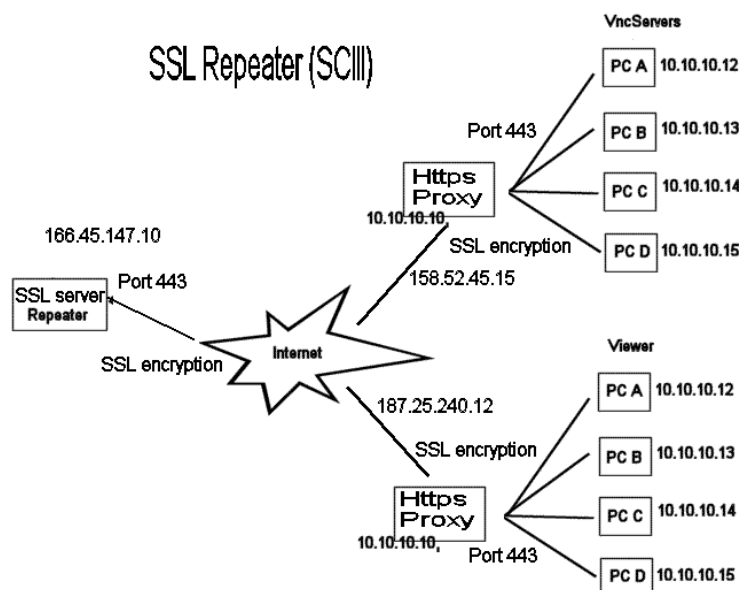 VncServers
SSL Repeater (SCIII)
PC A 10.10.10.12
Port 443
PC B 10.10.10.13
Https
Proxy
10.10.10.10,
PC C 10.10.10.14
PC D 10.10.10.15
SSL encryption
158.52.45.15
166.45.147.10
Port 443
SSL server
Repeater
SSL encryption
Internet
Viewer
187.25.240.12
SSL encryption
PC A 10.10.10.12
PC B 10.10.10.13
Https
Proxy
10.10.10.10,
Port 443
PC C 10.10.10.14
PC D 10.10.10.15